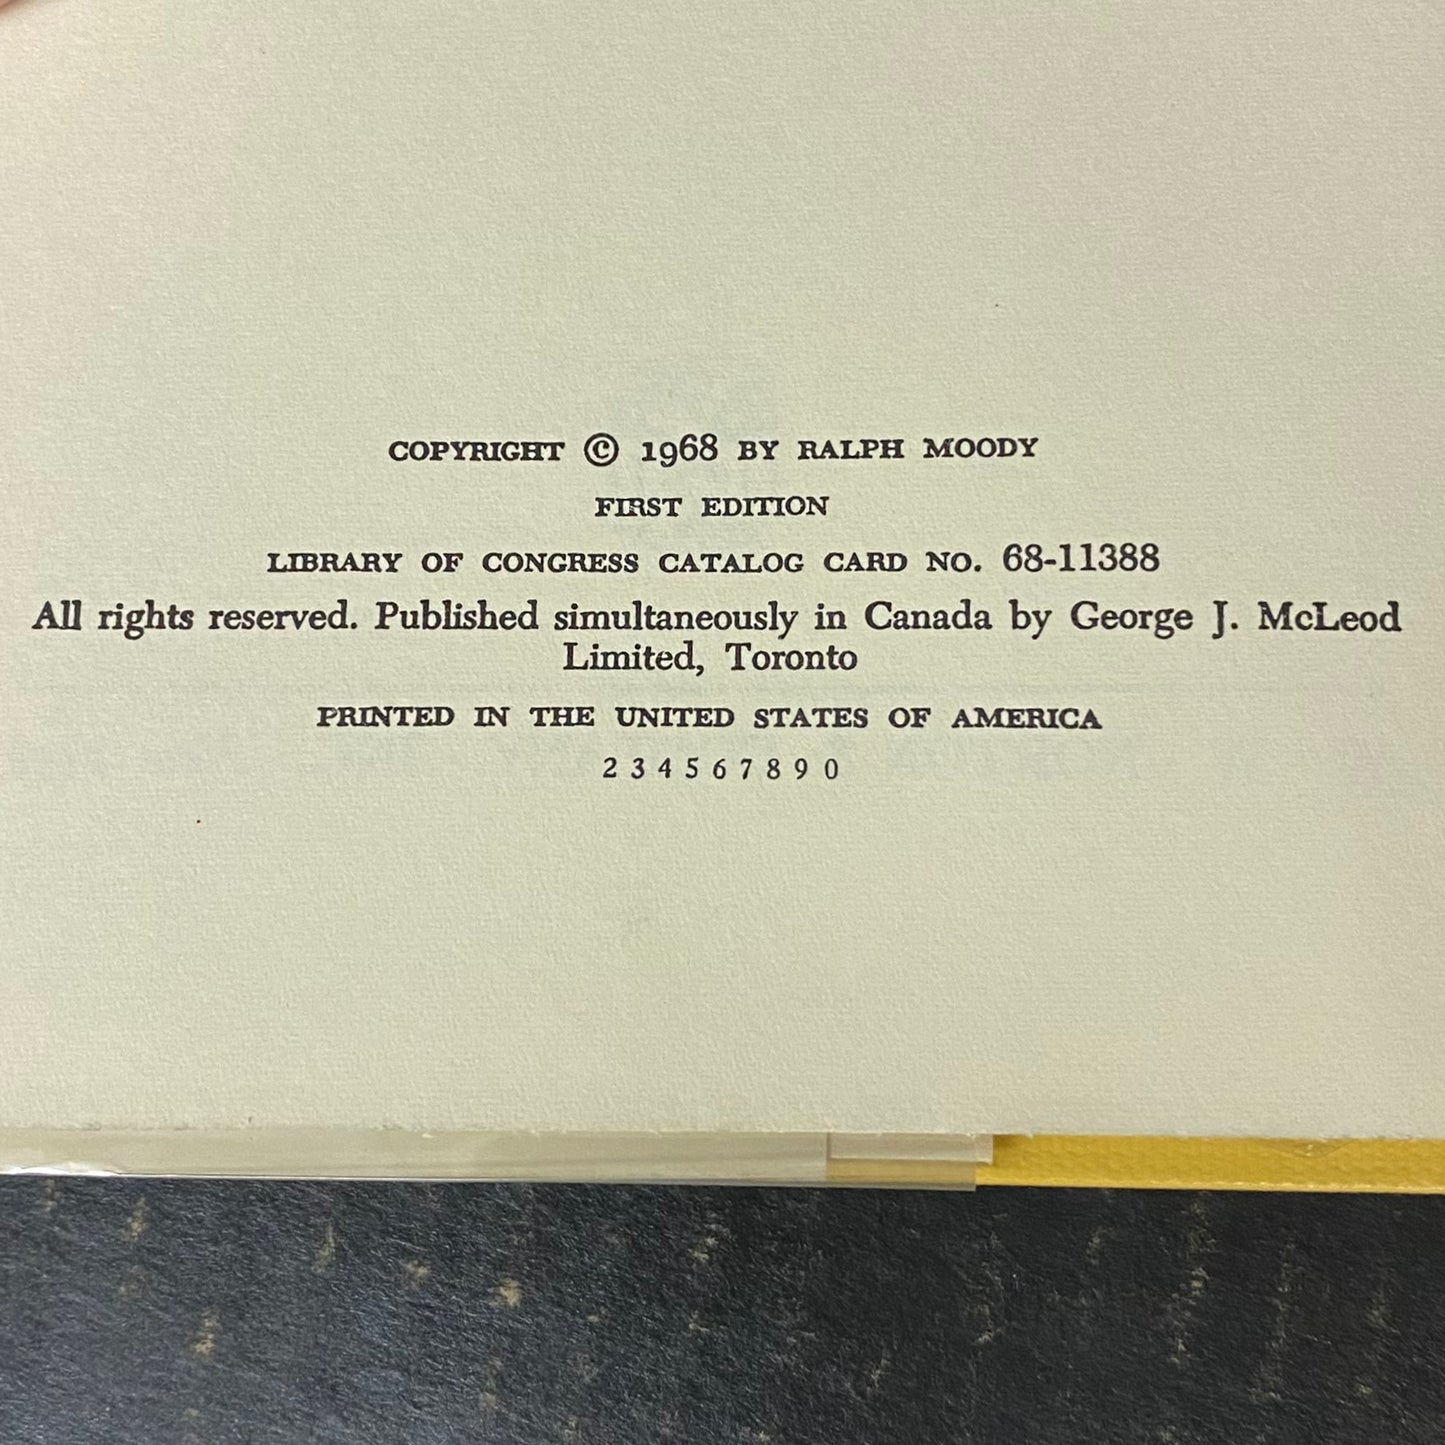 COPYRIGHT © 1968 BY RALPH MOODY
FIRST EDITION
LIBRARY OF CONGRESS CATALOG CARD NO. 68-11388
All rights reserved. Published simultaneously in Canada by George J. McLeod
Limited, Toronto
PRINTED IN THE UNITED STATES OF AMERICA
2 3 4 5 6 7 8 9 0